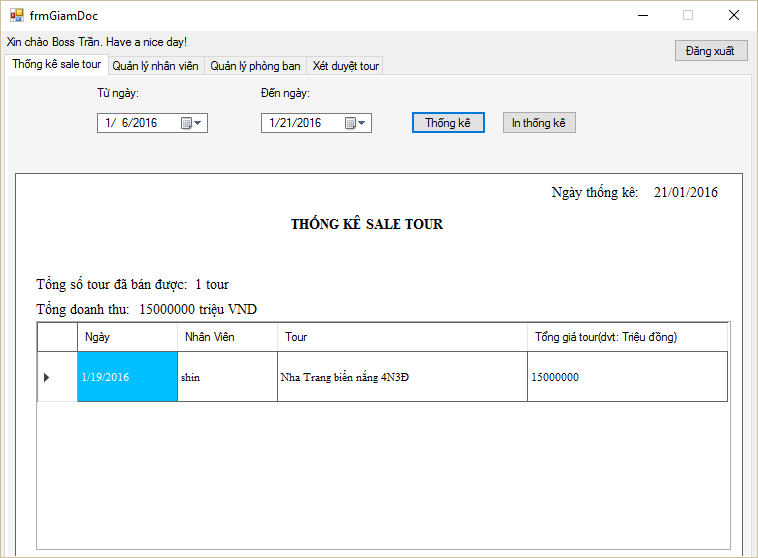 frmGiamDoc
Xin chào Boss Trần. Have a nice day!
Đăng xuất
Thống kê sale tour Quản lý nhân viên Quản lý phòng ban Xét duyệt tour
Từ ngày: Đến ngày:
1/ 6/2016 1/21/2016 Thống kê In thống kê
Ngày thống kê: 21/01/2016
THỐNG KÊ SALE TOUR
Tổng số tour đã bán được: 1 tour
Tổng doanh thu: 15000000 triệu VND
Ngày Nhân Viên Tour Tổng giá tour(dvt: Triệu đồng)
1/19/2016 shin Nha Trang biển nắng 4N3Đ 15000000